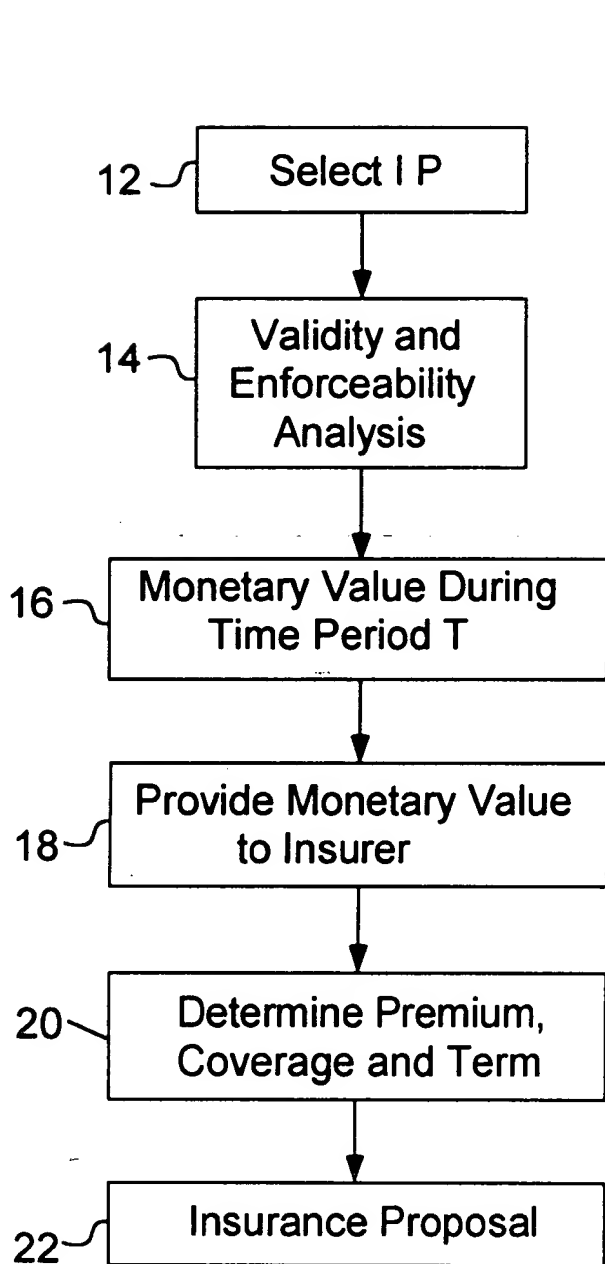 12
Select I P
14
Validity and
Enforceability
Analysis
16
Monetary Value During
Time Period T
18
Provide Monetary Value
to Insurer
20
Determine Premium,
Coverage and Term
22
Insurance Proposal